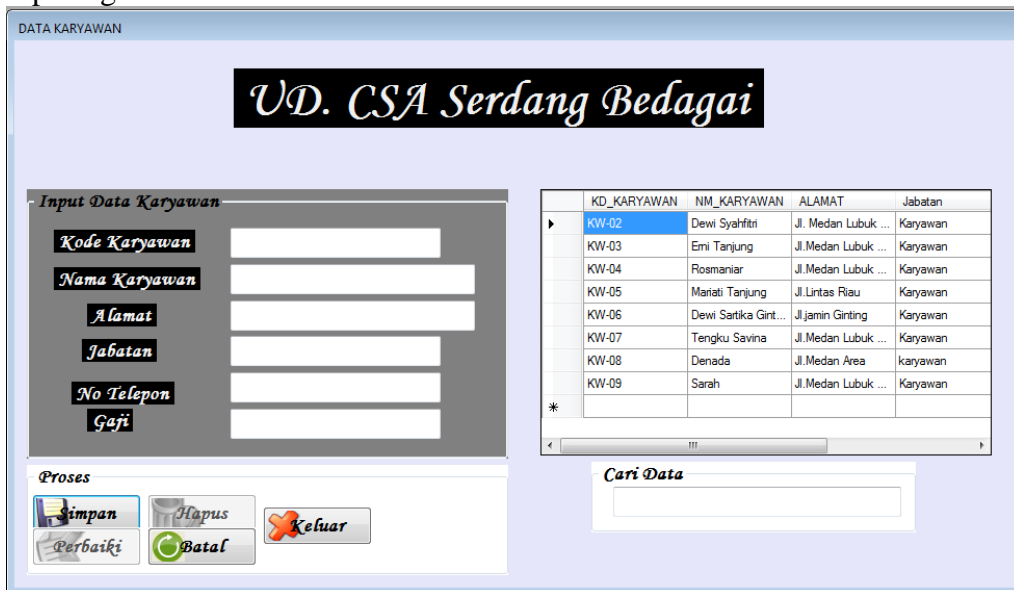 DATA KARYAWAN
UD. CSA Serdang Bedagai
Input Data Karyawan
Kode Karyawan
Nama Karyawan
Alamat
Jabatan
No Telepon
Gaji
KD_KARYAWAN NM_KARYAWAN ALAMAT Jabatan
KW-02 Dewi Syahfitri Jl. Medan Lubuk ... Karyawan
KW-03 Erni Tanjung Jl.Medan Lubuk ... Karyawan
KW-04 Rosmaniar Jl.Medan Lubuk ... Karyawan
KW-05 Mariati Tanjung Jl.Lintas Riau Karyawan
KW-06 Dewi Sartika Gint... Jl.jamin Ginting Karyawan
KW-07 Tengku Savina Jl.Medan Lubuk ... Karyawan
KW-08 Denada Jl.Medan Area karyawan
KW-09 Sarah Jl.Medan Lubuk ... Karyawan
Proses
Simpan Hapus
Keluar
Perbaiki Batal
Cari Data